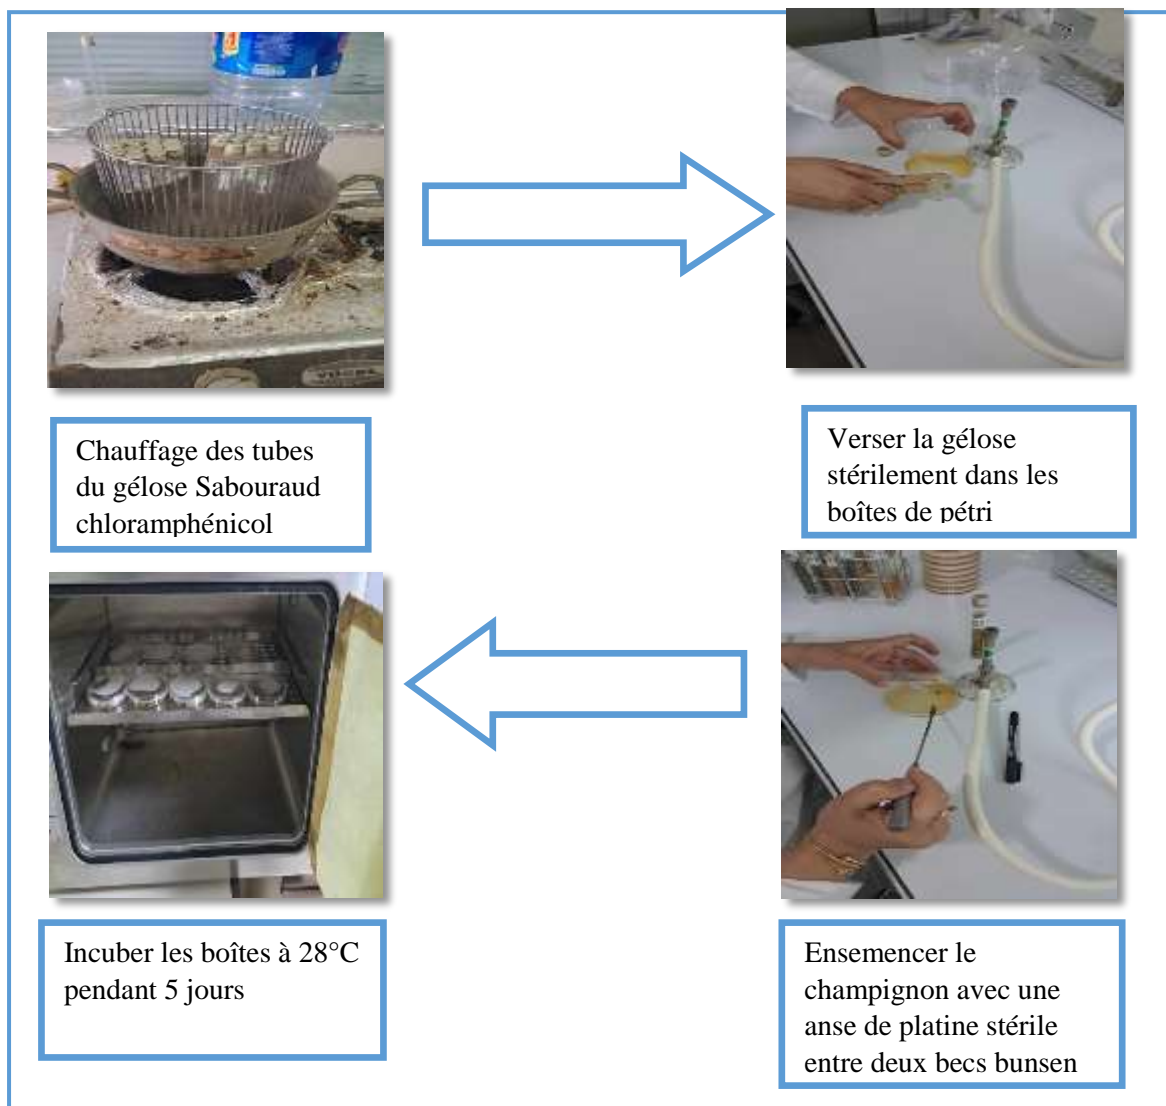 Chauffage des tubes
du gélose Sabouraud
chloramphénicol
Verser la gélose
stérilement dans les
boîtes de pétri
Ensemencer le
champignon avec une
anse de platine stérile
entre deux becs bunsen
Incuber les boîtes à 28°C
pendant 5 jours